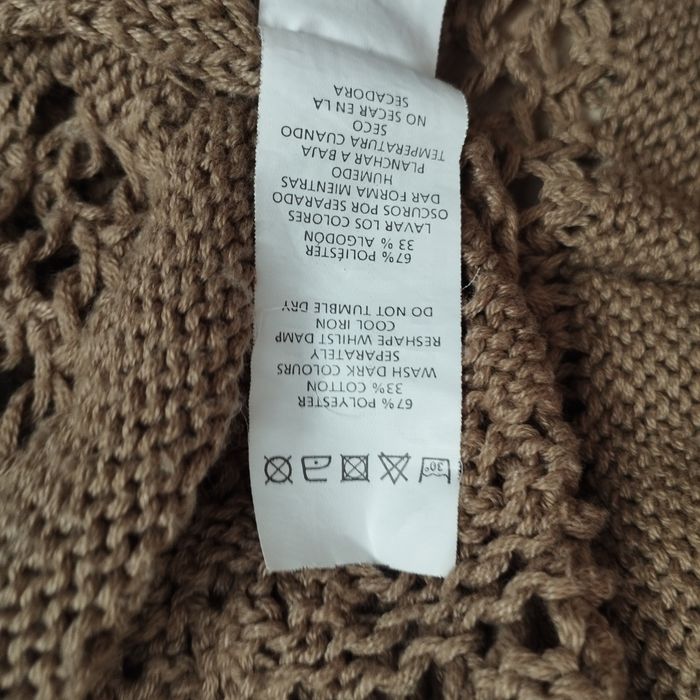 30°
67% POLYESTER
33% COTTON
WASH DARK COLOURS
SEPARATELY
RESHAPE WHILST DAMP
COOL IRON
DO NOT TUMBLE DRY
67% POLIÉSTER
33 % ALGODÓN
LAVAR LOS COLORES
OSCUROS POR SEPARADO
DAR FORMA MIENTRAS
HUMEDO
PLANCHAR A BAJA
TEMPERATURA CUANDO
SECO
NO SECAR EN LA
SECADORA